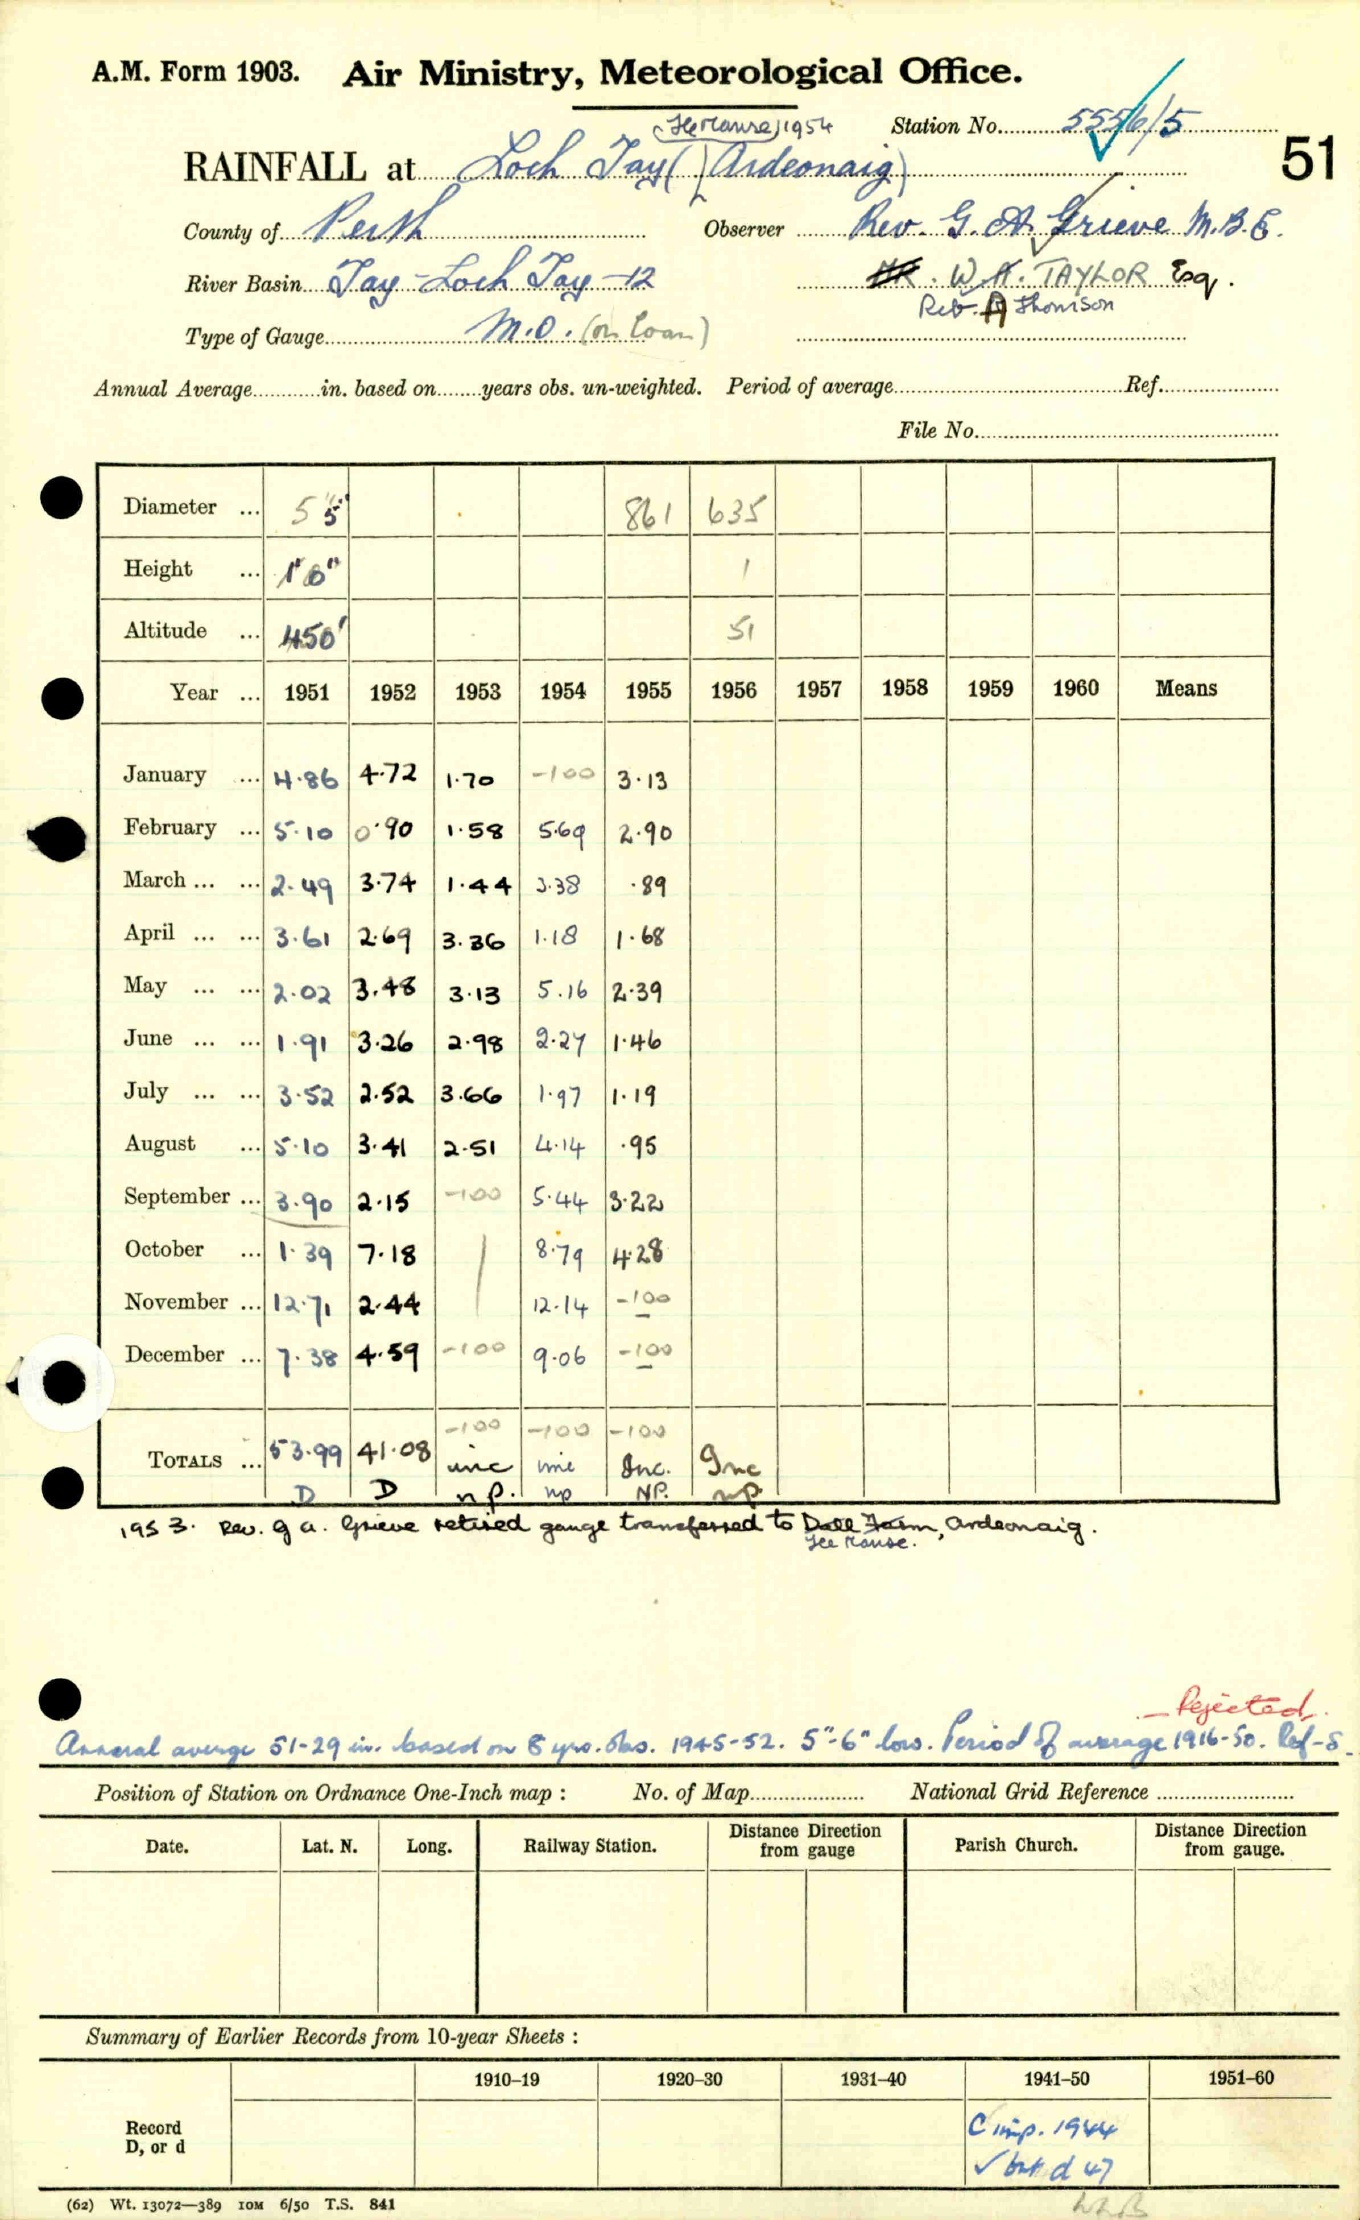 A.M. Form 1903. Air Ministry, Meteorological Office.
(The Manse) 1954 Station No. 5556/5
51
RAINFALL at Loch Tay ( ) (Ardeonaig)
County of Perth Observer Rev. G. A. Grieve M.B.E.
River Basin Tay - Loch Tay - 12 W. A. TAYLOR Esq.
Rev. A Thomson
Type of Gauge M.O. (on loan)
Annual Average in. based on years obs. un-weighted. Period of average Ref.
File No.
Diameter ... 5" 5" 861 635
Height ... 1' 0" 1
Altitude ... 450' 51
Year ... 1951 1952 1953 1954 1955 1956 1957 1958 1959 1960 Means
January ... 4.86 4.72 1.70 -100 3.13
February ... 5.10 0.90 1.58 5.69 2.90
March ... ... 2.49 3.74 1.44 3.38 .89
April ... ... 3.61 2.69 3.36 1.18 1.68
May ... ... 2.02 3.48 3.13 5.16 2.39
June ... ... 1.91 3.26 2.98 2.27 1.46
July ... ... 3.52 2.52 3.66 1.97 1.19
August ... 5.10 3.41 2.51 4.14 .95
September ... 3.90 2.15 -100 5.44 3.22
October ... 1.39 7.18 8.79 4.28
November ... 12.71 2.44 12.14 -100
December ... 7.38 4.59 -100 9.06 -100
-100 -100 -100
TOTALS ... 53.99 41.08 inc inc Inc. Inc
D D n.p. np NP. n.p.
1953. Rev. G A. Grieve retired gauge transferred to Dall Farm, Ardeonaig.
The Manse.
- Rejected.
Annual average 51-29 in. based on 8 yrs. obs. 1945-52. 5"-6" low. Period of average 1916-50. Ref-S.
Position of Station on Ordnance One-Inch map : No. of Map National Grid Reference
Date. Lat. N. Long. Railway Station. Distance Direction from gauge Parish Church. Distance Direction from gauge.
Summary of Earlier Records from 10-year Sheets :
1910–19 1920–30 1931–40 1941–50 1951–60
Record
D, or d
C inp. 1944
✓ but d 47
(62) Wt. 13072—389 IOM 6/50 T.S. 841